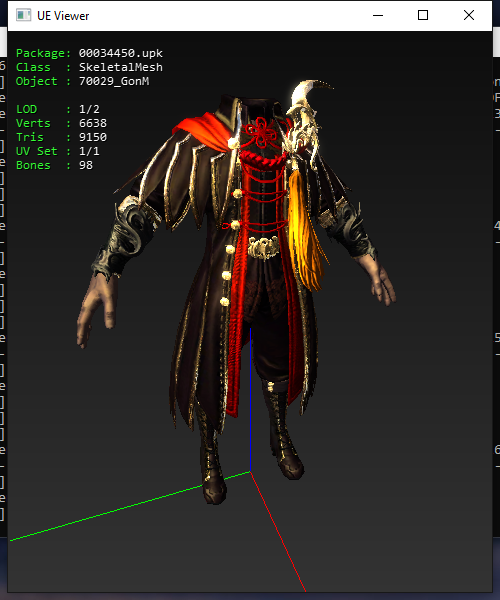 UE Viewer
Package: 00034450.upk
Class : SkeletalMesh
Object : 70029_GonM
LOD : 1/2
Verts : 6638
Tris : 9150
UV Set : 1/1
Bones : 98